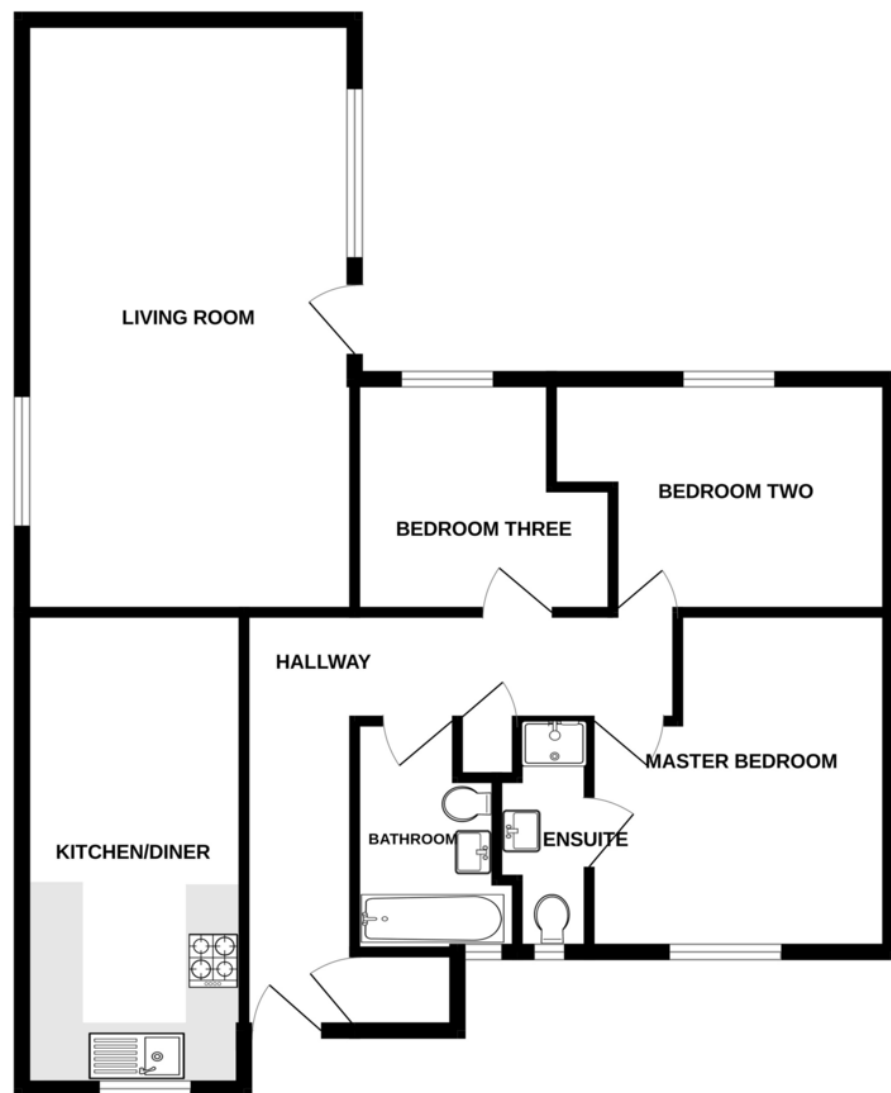 LIVING ROOM
BEDROOM TWO
BEDROOM THREE
HALLWAY
MASTER BEDROOM
BATHROOM
ENSUITE
KITCHEN/DINER